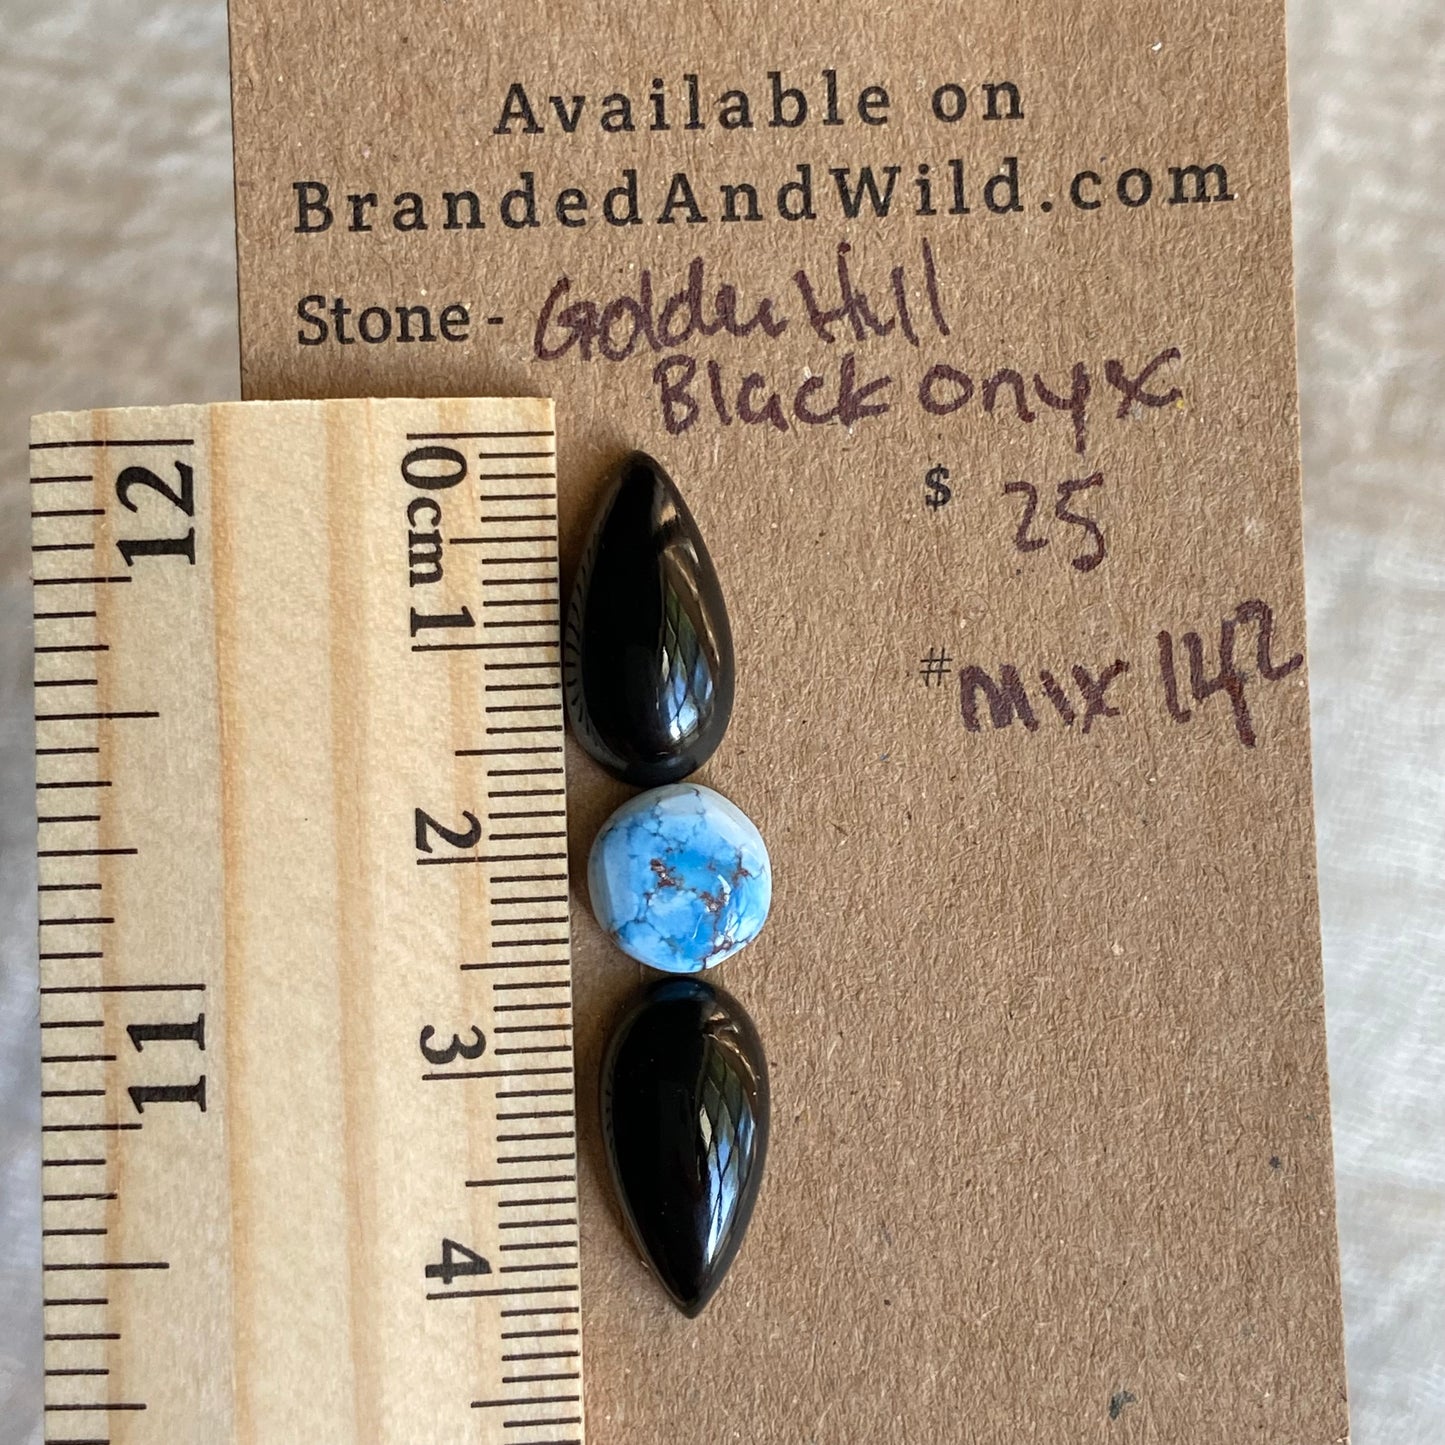 Available on
BrandedAndWild.com
Stone - Golden Hill
Black Onyx
$ 25
# Mix 142
12
11
0cm
1
2
3
4